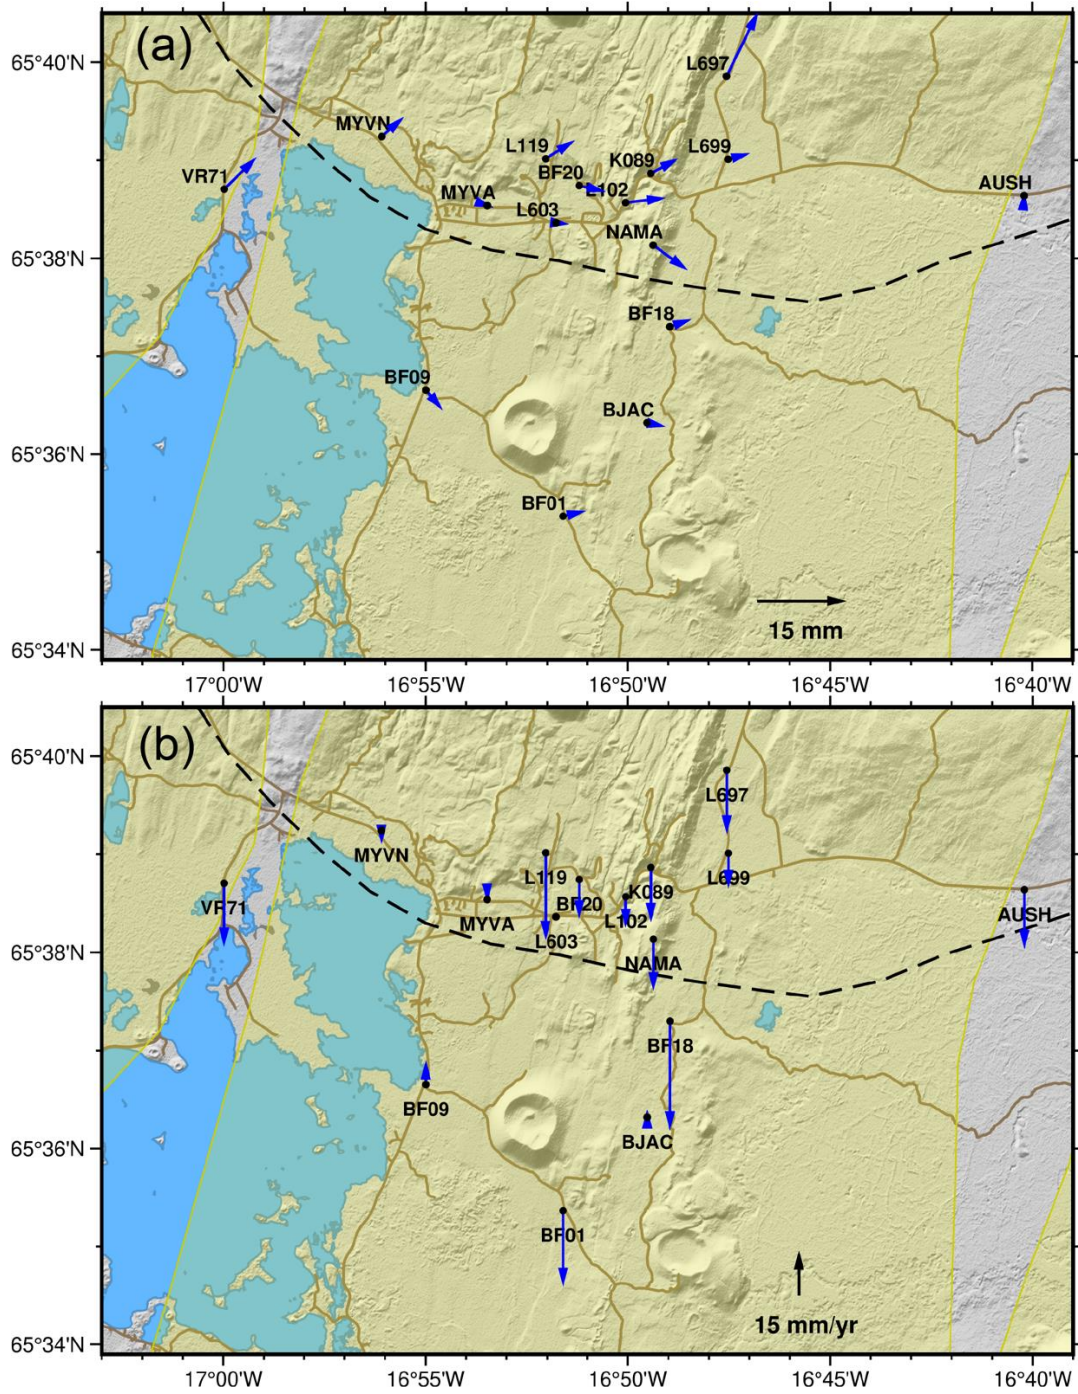 (a)
65°40'N
65°38'N
65°36'N
65°34'N
L697
MYVN
L119
K089
L699
VR71
BF20
L102
AUSH
MYVA
L603
NAMA
BF18
BF09
BJAC
BF01
15 mm
17°00'W 16°55'W 16°50'W 16°45'W 16°40'W
(b)
65°40'N
65°38'N
65°36'N
65°34'N
L697
MYVN
L119
L699
K089
BF20
VR71
AUSH
MYVA
L102
L603
NAMA
BF18
BF09
BJAC
BF01
15 mm/yr
17°00'W 16°55'W 16°50'W 16°45'W 16°40'W